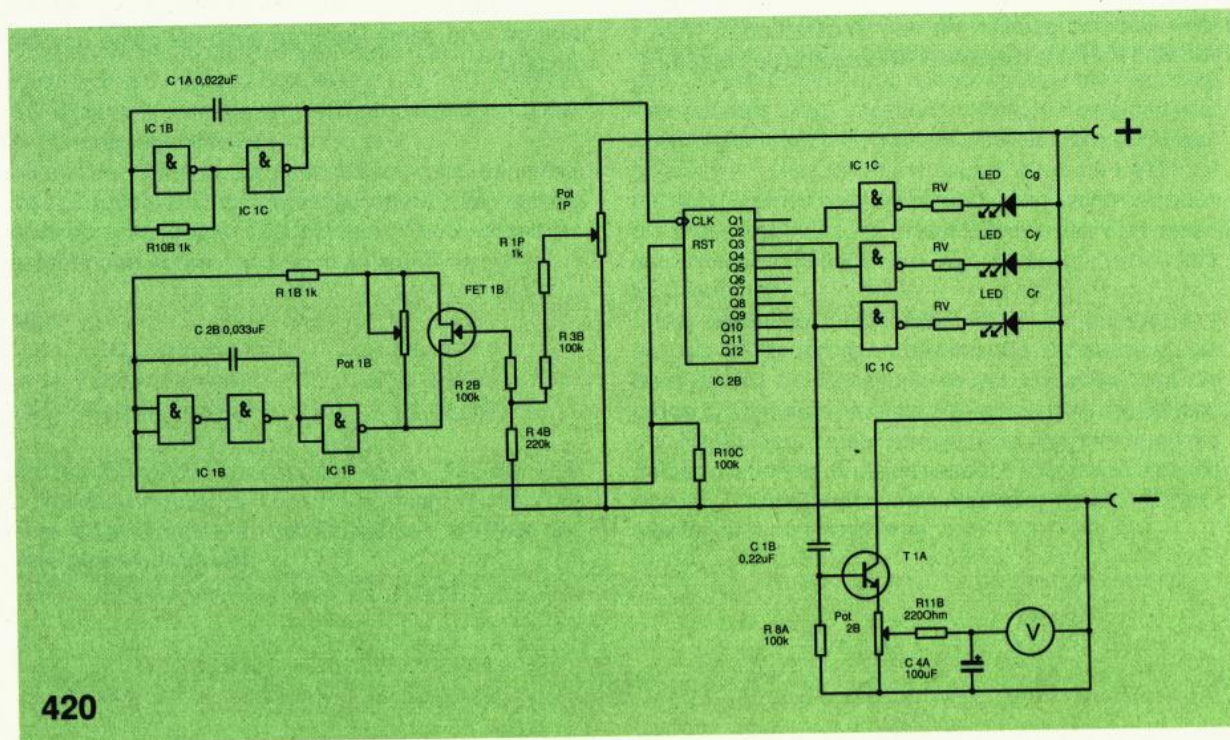 C 1A 0,022uF
IC 1B
&
&
IC 1C
R10B 1k
R 1B 1k
C 2B 0,033uF
Pot 1B
FET 1B
&
&
&
IC 1B
IC 1B
Pot
1P
R 1P
1k
R 3B
100k
R 2B
100k
R 4B
220k
CLK
RST
Q1
Q2
Q3
Q4
Q5
Q6
Q7
Q8
Q9
Q10
Q11
Q12
IC 2B
R10C
100k
IC 1C
&
RV
LED
Cg
&
RV
LED
Cy
&
RV
LED
Cr
IC 1C
+
−
C 1B
0,22uF
T 1A
R 8A
100k
Pot
2B
R11B
220Ohm
C 4A
100uF
+
V
420